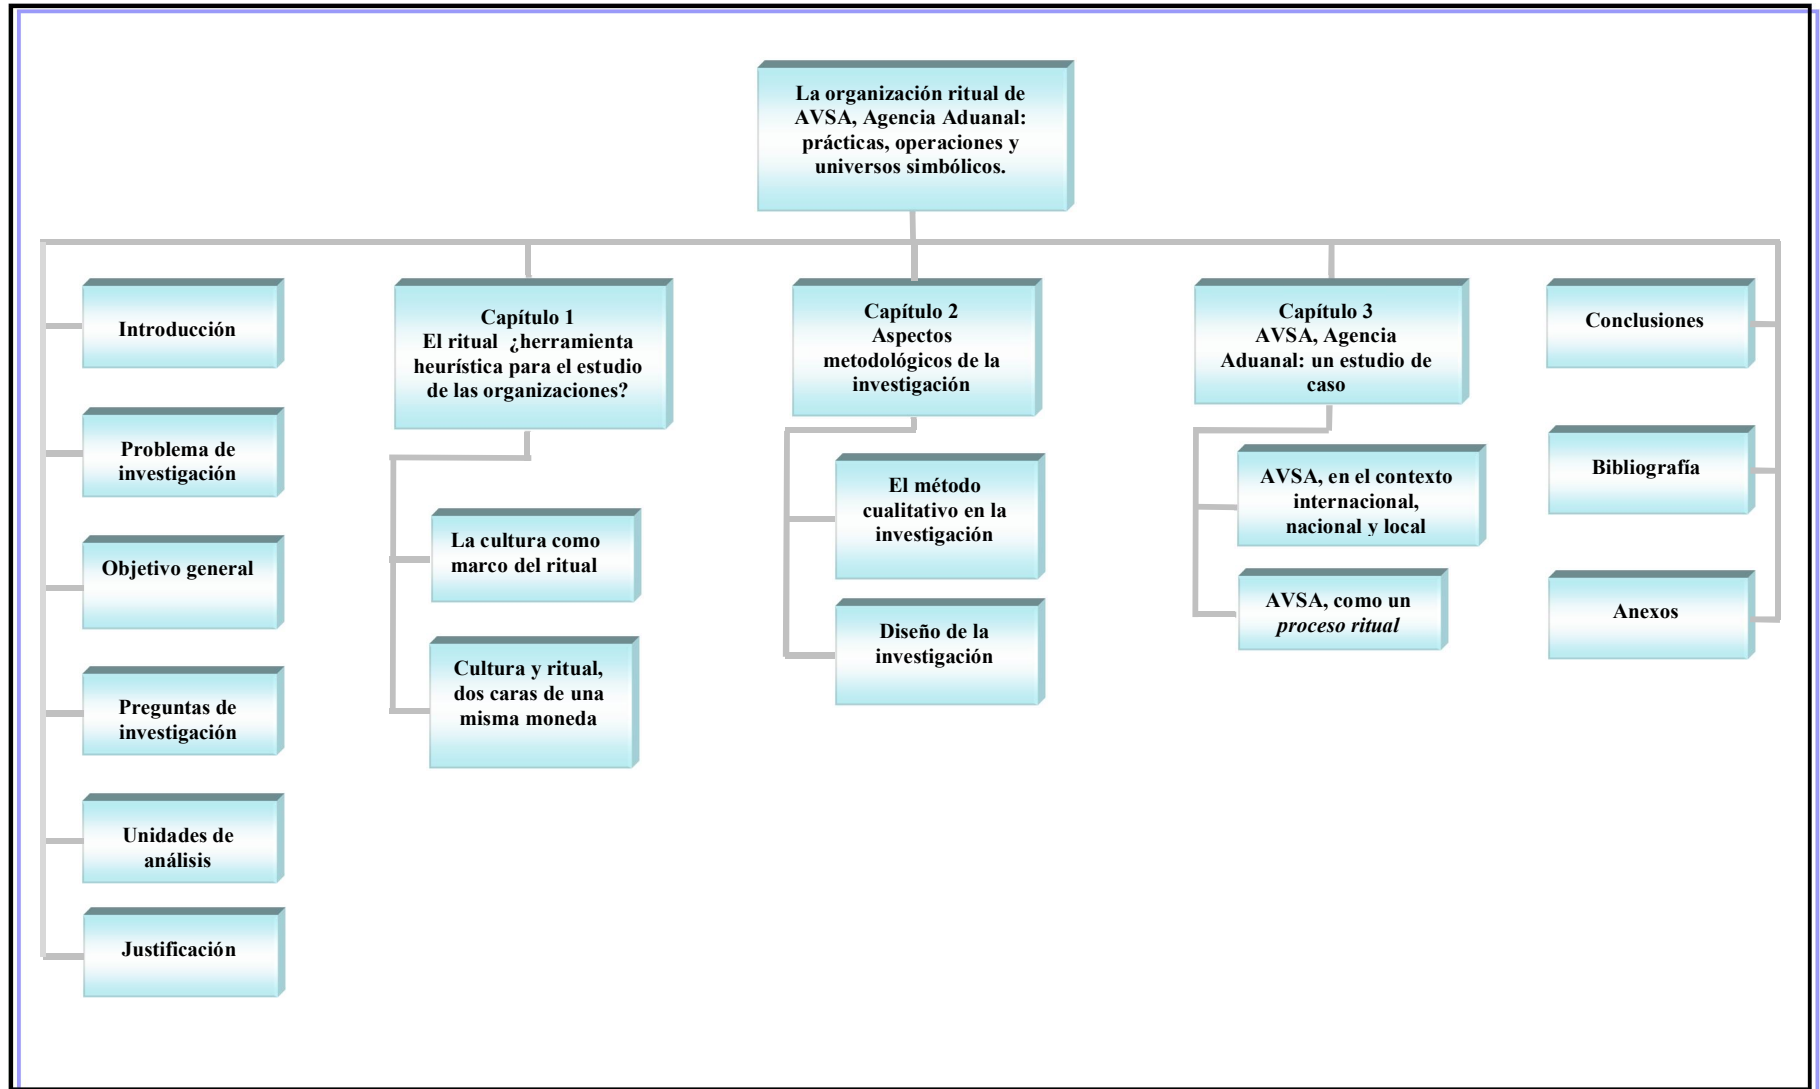 La organización ritual de
AVSA, Agencia Aduanal:
prácticas, operaciones y
universos simbólicos.
Introducción
Problema de
investigación
Objetivo general
Preguntas de
investigación
Unidades de
análisis
Justificación
Capítulo 1
El ritual ¿herramienta
heurística para el estudio
de las organizaciones?
La cultura como
marco del ritual
Cultura y ritual,
dos caras de una
misma moneda
Capítulo 2
Aspectos
metodológicos de la
investigación
El método
cualitativo en la
investigación
Diseño de la
investigación
Capítulo 3
AVSA, Agencia
Aduanal: un estudio de
caso
AVSA, en el contexto
internacional,
nacional y local
AVSA, como un
proceso ritual
Conclusiones
Bibliografía
Anexos